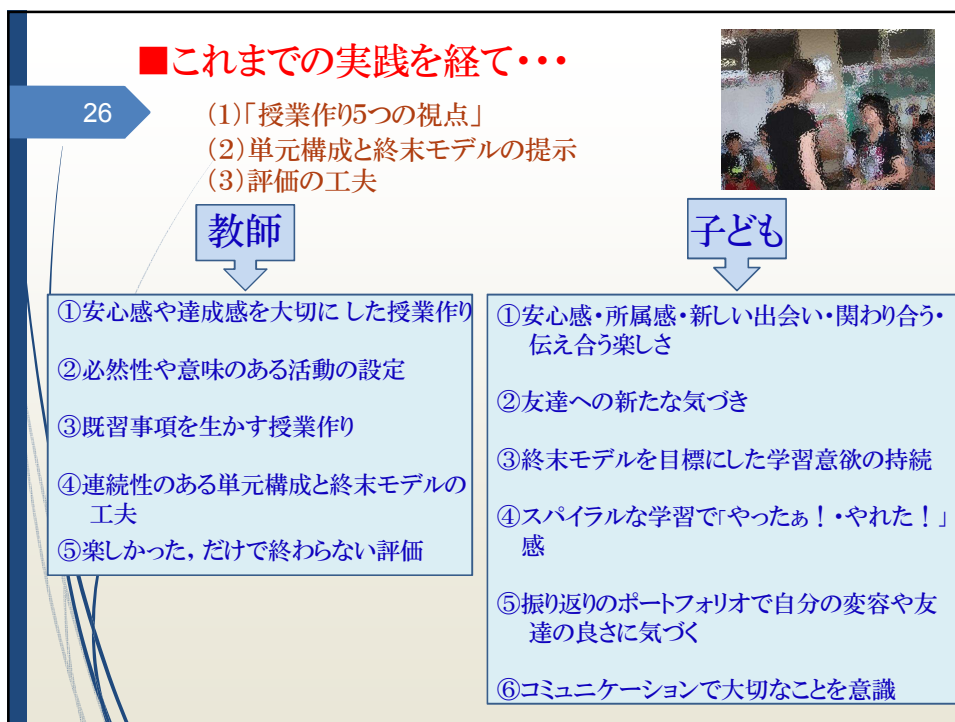 ■これまでの実践を経て・・・
26
(1)「授業作り5つの視点」
(2)単元構成と終末モデルの提示
(3)評価の工夫
教師
①安心感や達成感を大切に した授業作り
②必然性や意味のある活動の設定
③既習事項を生かす授業作り
④連続性のある単元構成と終末モデルの
工夫
⑤楽しかった，だけで終わらない評価
子ども
①安心感・所属感・新しい出会い・関わり合う・
伝え合う楽しさ
②友達への新たな気づき
③終末モデルを目標にした学習意欲の持続
④スパイラルな学習で「やったぁ！・やれた！」
感
⑤振り返りのポートフォリオで自分の変容や友
達の良さに気づく
⑥コミュニケーションで大切なことを意識